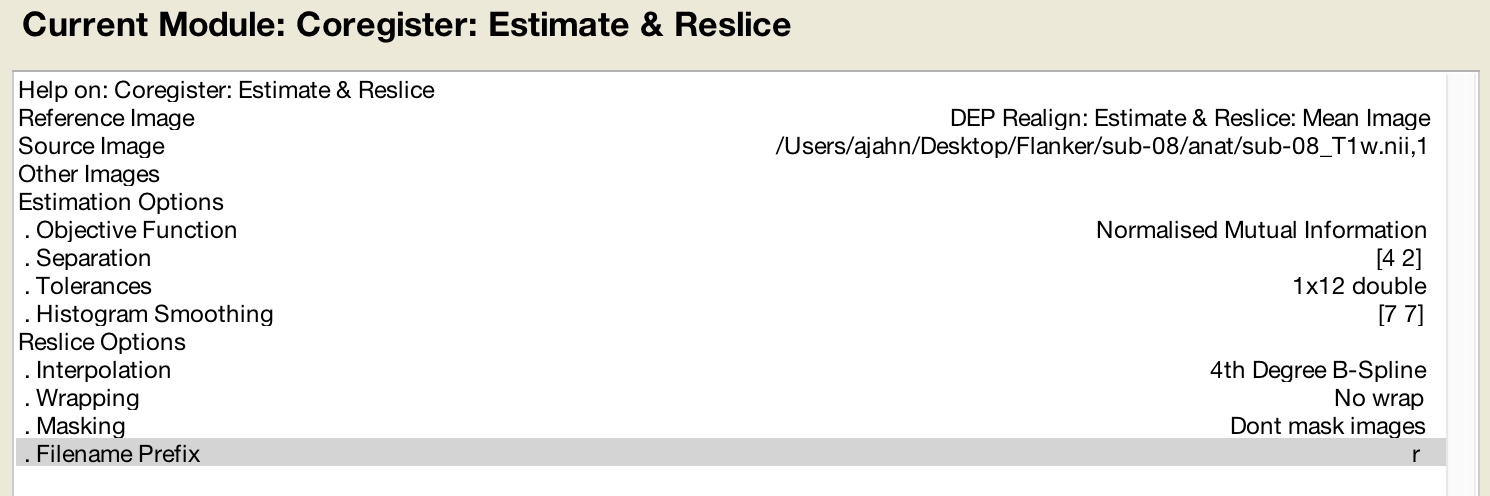 Current Module: Coregister: Estimate & Reslice
Help on: Coregister: Estimate & Reslice
Reference Image DEP Realign: Estimate & Reslice: Mean Image
Source Image /Users/ajahn/Desktop/Flanker/sub-08/anat/sub-08_T1w.nii,1
Other Images
Estimation Options
. Objective Function Normalised Mutual Information
. Separation [4 2]
. Tolerances 1x12 double
. Histogram Smoothing [7 7]
Reslice Options
. Interpolation 4th Degree B-Spline
. Wrapping No wrap
. Masking Dont mask images
. Filename Prefix r